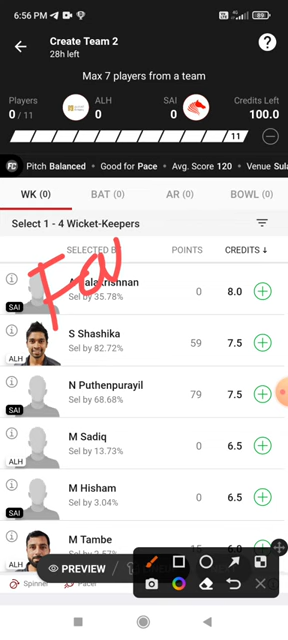 6:56 PM
89
Create Team 2
28h left
?
Max 7 players from a team
Players
0 / 11
ALH
0
SAI
0
Credits Left
100.0
11
FC Pitch Balanced • Good for Pace • Avg. Score 120 • Venue Sula
WK (0) BAT (0) AR (0) BOWL (0)
Select 1 - 4 Wicket-Keepers
SELECTED BY POINTS CREDITS ↓
Fav
Sel by 35.78% 0 8.0
SAI
S Shashika
Sel by 82.72% 59 7.5
ALH
N Puthenpurayil
Sel by 68.68% 79 7.5
SAI
M Sadiq
Sel by 13.73% 0 6.5
ALH
M Hisham
Sel by 3.04% 0 6.5
SAI
M Tambe
ALH
PREVIEW
Spinner Pacer